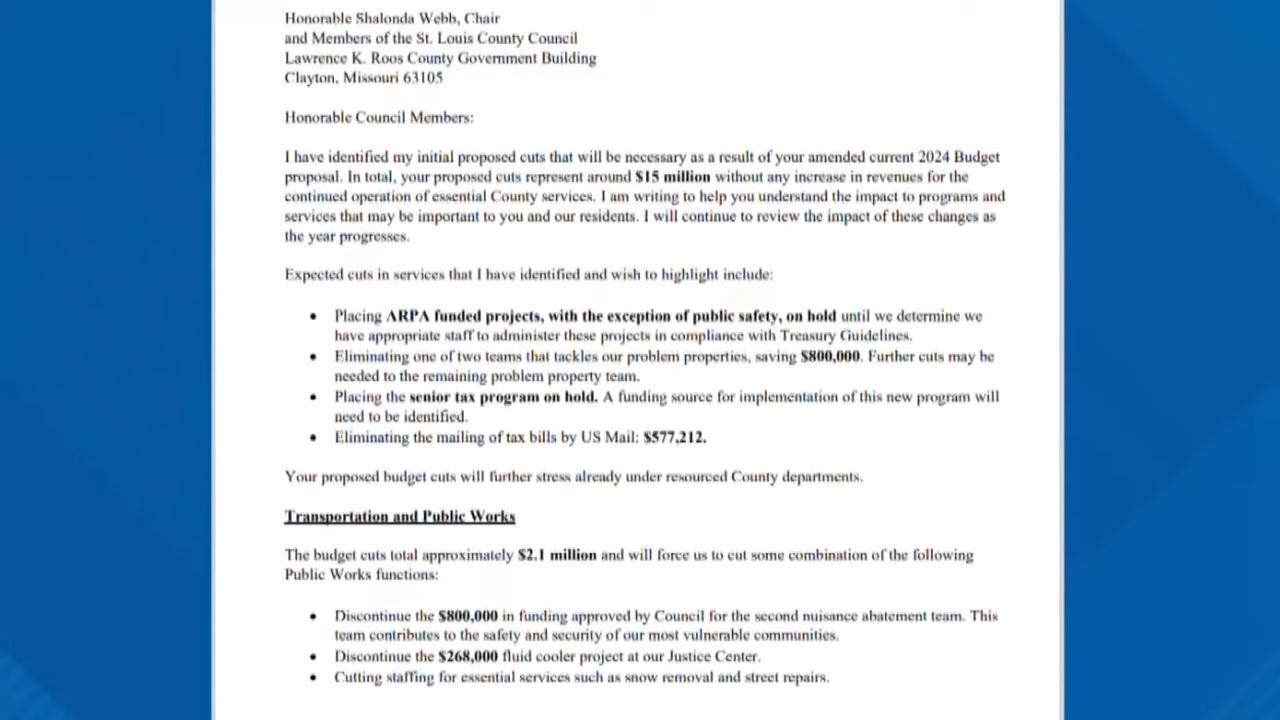 Honorable Shalonda Webb, Chair
and Members of the St. Louis County Council
Lawrence K. Roos County Government Building
Clayton, Missouri 63105
Honorable Council Members:
I have identified my initial proposed cuts that will be necessary as a result of your amended current 2024 Budget
proposal. In total, your proposed cuts represent around $15 million without any increase in revenues for the
continued operation of essential County services. I am writing to help you understand the impact to programs and
services that may be important to you and our residents. I will continue to review the impact of these changes as
the year progresses.
Expected cuts in services that I have identified and wish to highlight include:
• Placing ARPA funded projects, with the exception of public safety, on hold until we determine we
have appropriate staff to administer these projects in compliance with Treasury Guidelines.
• Eliminating one of two teams that tackles our problem properties, saving $800,000. Further cuts may be
needed to the remaining problem property team.
• Placing the senior tax program on hold. A funding source for implementation of this new program will
need to be identified.
• Eliminating the mailing of tax bills by US Mail: $577,212.
Your proposed budget cuts will further stress already under resourced County departments.
Transportation and Public Works
The budget cuts total approximately $2.1 million and will force us to cut some combination of the following
Public Works functions:
• Discontinue the $800,000 in funding approved by Council for the second nuisance abatement team. This
team contributes to the safety and security of our most vulnerable communities.
• Discontinue the $268,000 fluid cooler project at our Justice Center.
• Cutting staffing for essential services such as snow removal and street repairs.